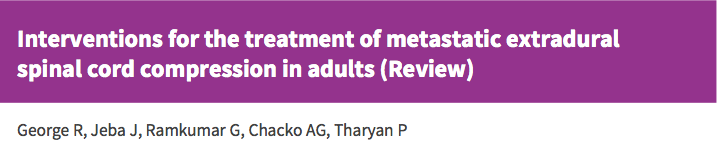 Interventions for the treatment of metastatic extradural
spinal cord compression in adults (Review)
George R, Jeba J, Ramkumar G, Chacko AG, Tharyan P